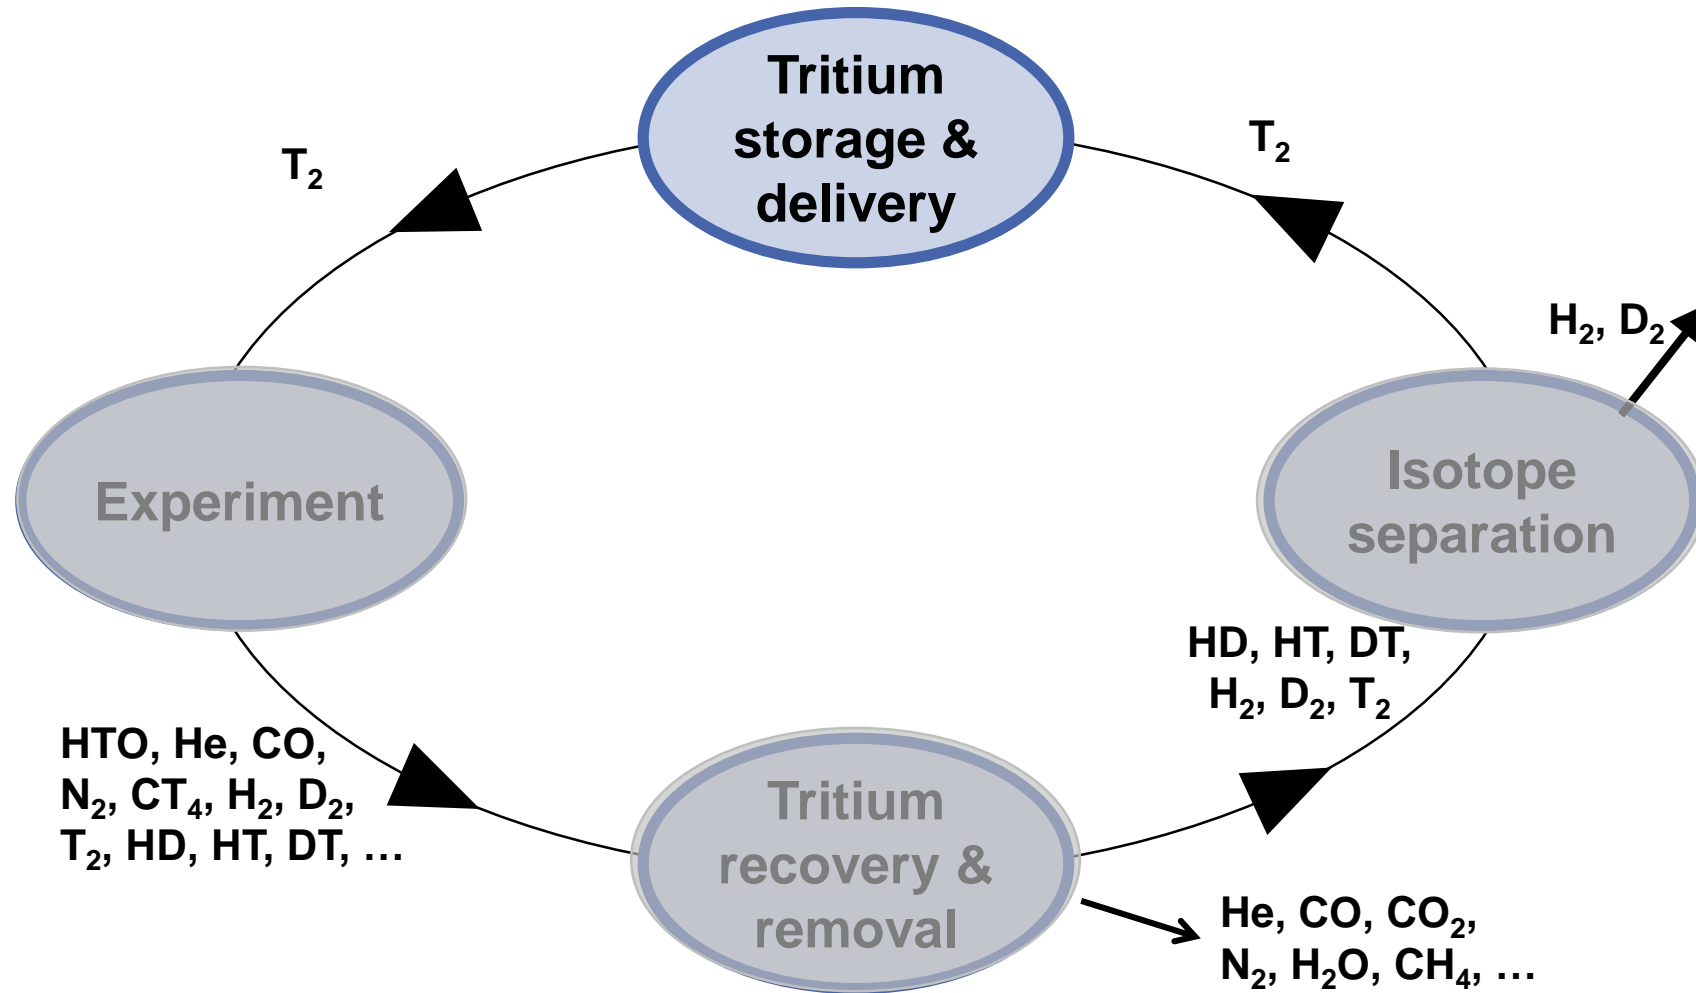 Tritium
storage &
delivery
T₂
T₂
H₂, D₂
Experiment
Isotope
separation
HD, HT, DT,
H₂, D₂, T₂
HTO, He, CO,
N₂, CT₄, H₂, D₂,
T₂, HD, HT, DT, …
Tritium
recovery &
removal
He, CO, CO₂,
N₂, H₂O, CH₄, …